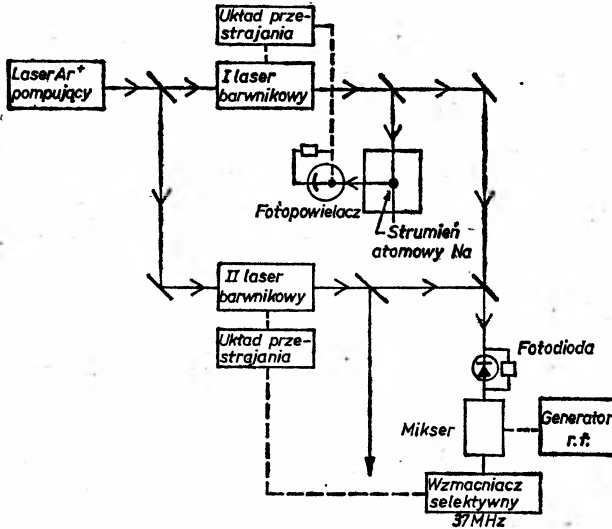 Układ prze-
strajania
Laser Ar⁺
pompujący
I laser
barwnikowy
Fotopowielacz
Strumień
atomowy Na
II laser
barwnikowy
Układ prze-
strajania
Fotodioda
Mikser
Generator
r.f.
Wzmacniacz
selektywny
37MHz